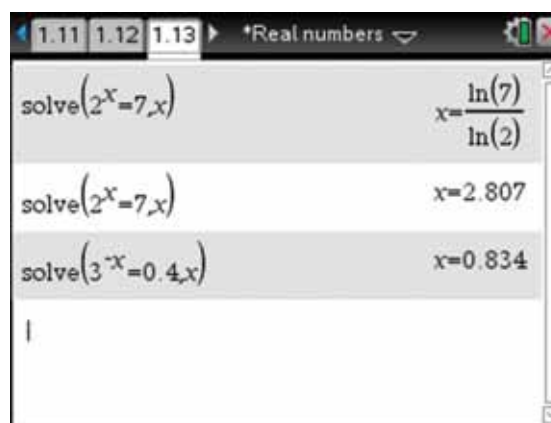 1.11 1.12 1.13 *Real numbers
solve(2^x=7,x) x=ln(7)/ln(2)
solve(2^x=7,x) x=2.807
solve(3^-x=0.4,x) x=0.834